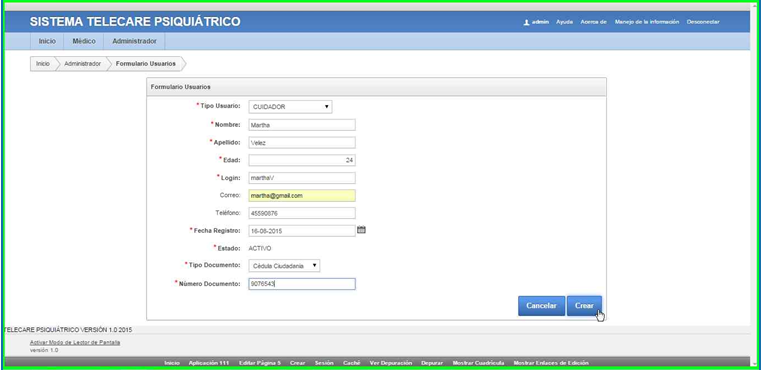 SISTEMA TELECARE PSIQUIÁTRICO
admin Ayuda Acerca de Manejo de la información Desconectar
Inicio Médico Administrador
Inicio Administrador Formulario Usuarios
Formulario Usuarios
* Tipo Usuario: CUIDADOR
* Nombre: Martha
* Apellido: Velez
* Edad: 24
* Login: marthaV
Correo: martha@gmail.com
Teléfono: 45590876
* Fecha Registro: 16-08-2015
* Estado: ACTIVO
* Tipo Documento: Cédula Ciudadenia
* Número Documento: 8076543
Cancelar Crear
TELECARE PSIQUIÁTRICO VERSIÓN 1.0 2015
Activar Modo de Lector de Pantalla
versión 1.0
Inicio Aplicación 111 Editar Página 5 Crear Sesión Caché Ver Depuración Depurar Mostrar Cuadrícula Mostrar Enlaces de Edición